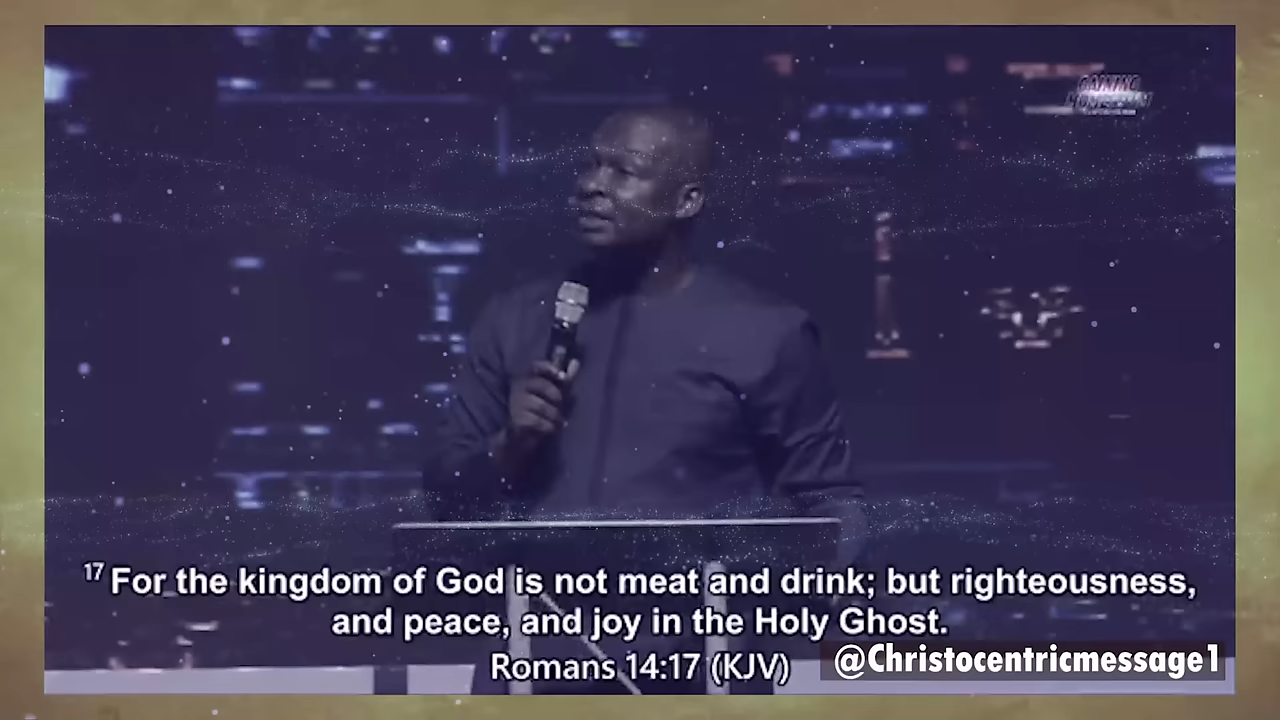 17 For the kingdom of God is not meat and drink; but righteousness,
and peace, and joy in the Holy Ghost.
Romans 14:17 (KJV)
@Christocentricmessage1